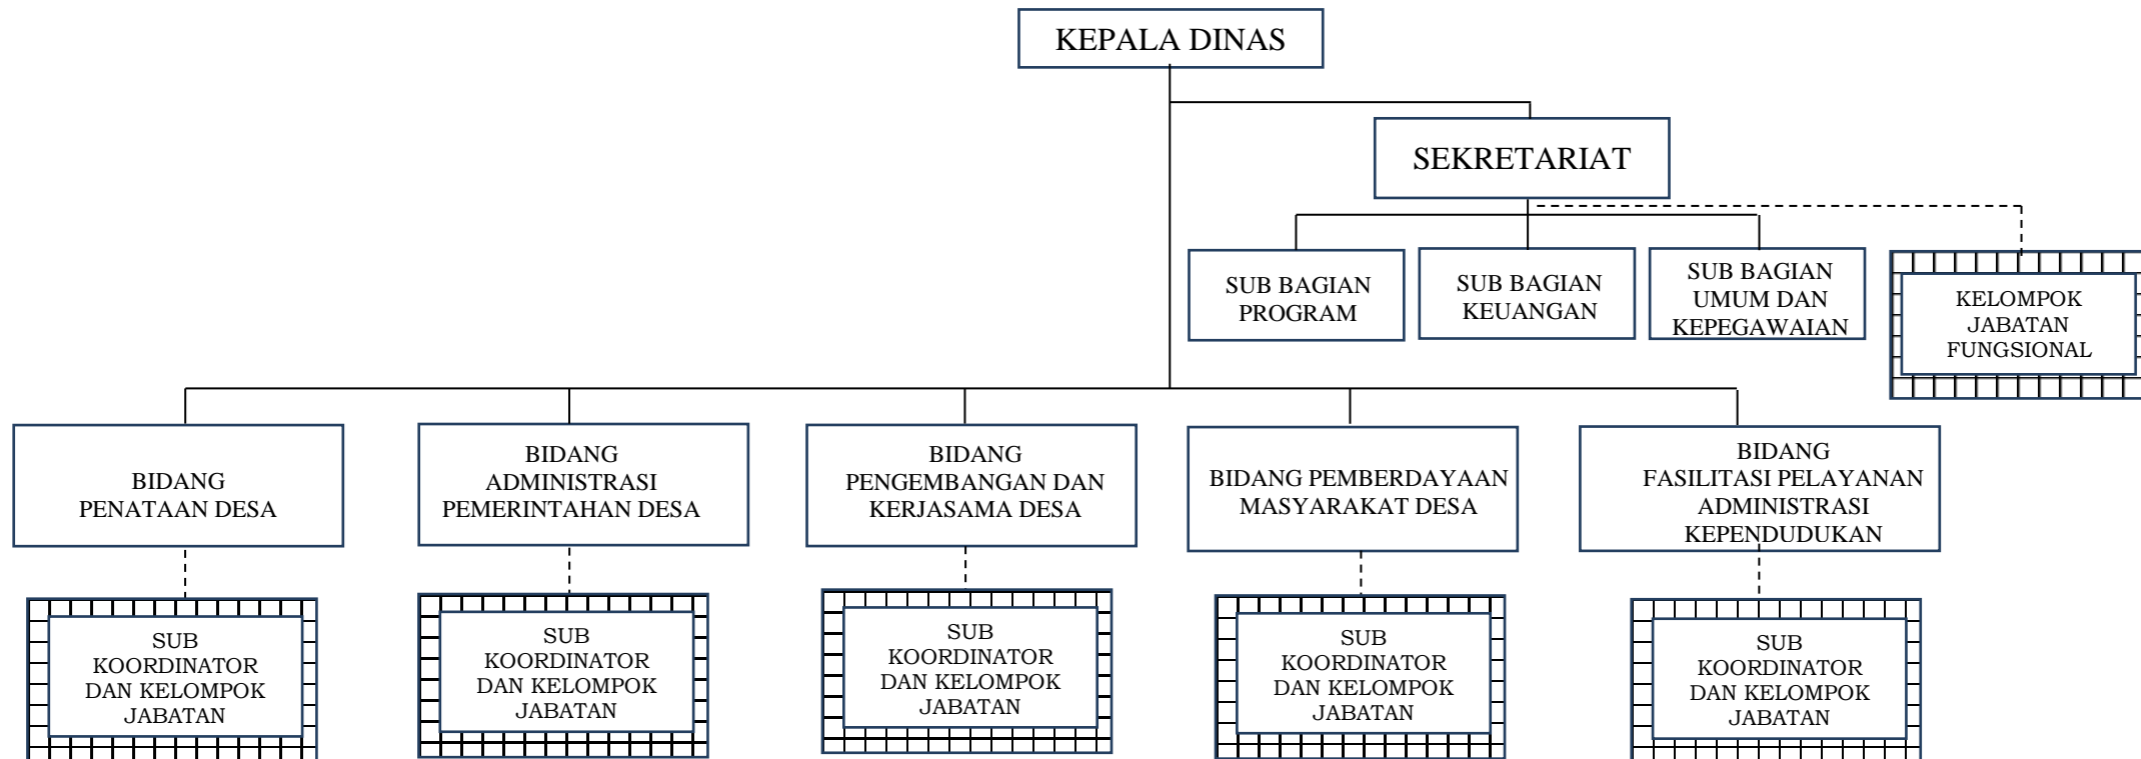 KEPALA DINAS
SEKRETARIAT
SUB BAGIAN
PROGRAM
SUB BAGIAN
KEUANGAN
SUB BAGIAN
UMUM DAN
KEPEGAWAIAN
KELOMPOK
JABATAN
FUNGSIONAL
BIDANG
PENATAAN DESA
BIDANG
ADMINISTRASI
PEMERINTAHAN DESA
BIDANG
PENGEMBANGAN DAN
KERJASAMA DESA
BIDANG PEMBERDAYAAN
MASYARAKAT DESA
BIDANG
FASILITASI PELAYANAN
ADMINISTRASI
KEPENDUDUKAN
SUB
KOORDINATOR
DAN KELOMPOK
JABATAN
SUB
KOORDINATOR
DAN KELOMPOK
JABATAN
SUB
KOORDINATOR
DAN KELOMPOK
JABATAN
SUB
KOORDINATOR
DAN KELOMPOK
JABATAN
SUB
KOORDINATOR
DAN KELOMPOK
JABATAN